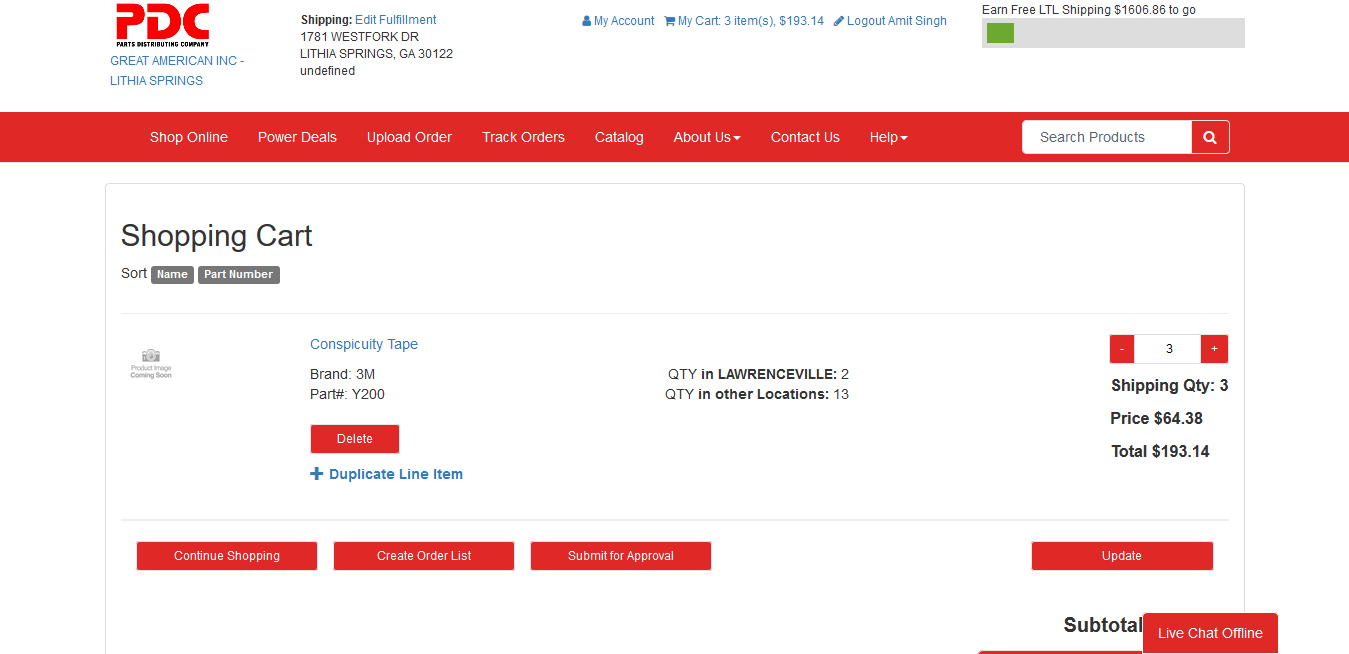 PDC
PARTS DISTRIBUTING COMPANY
GREAT AMERICAN INC -
LITHIA SPRINGS
Shipping: Edit Fulfillment
1781 WESTFORK DR
LITHIA SPRINGS, GA 30122
undefined
My Account My Cart: 3 item(s), $193.14 Logout Amit Singh
Earn Free LTL Shipping $1606.86 to go
Shop Online Power Deals Upload Order Track Orders Catalog About Us Contact Us Help Search Products
Shopping Cart
Sort Name Part Number
Product Image
Coming Soon
Conspicuity Tape
Brand: 3M
Part#: Y200
Delete
+ Duplicate Line Item
QTY in LAWRENCEVILLE: 2
QTY in other Locations: 13
- 3 +
Shipping Qty: 3
Price $64.38
Total $193.14
Continue Shopping Create Order List Submit for Approval Update
Subtotal
Live Chat Offline